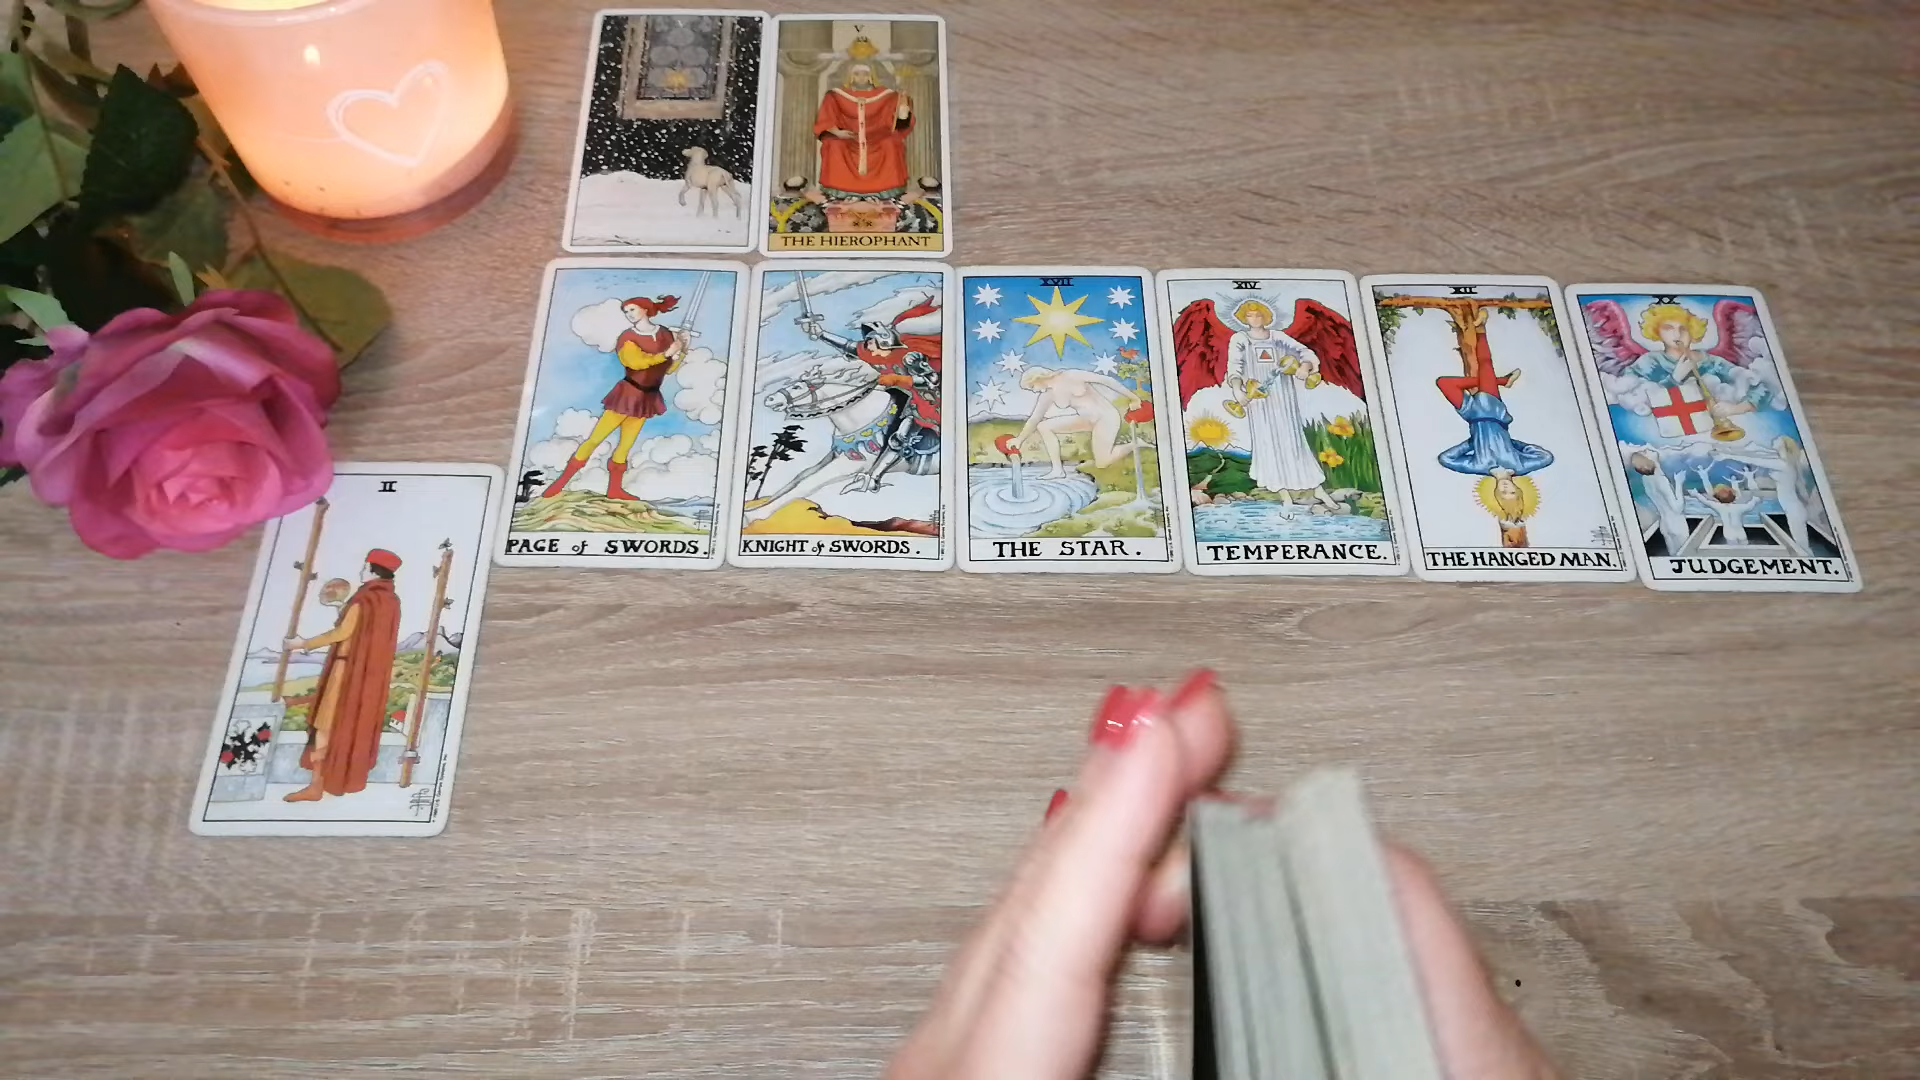 V
V
THE HIEROPHANT
PAGE of SWORDS.
KNIGHT of SWORDS.
XVII
THE STAR.
XIV
TEMPERANCE.
XII
THE HANGED MAN.
XX
JUDGEMENT.
II